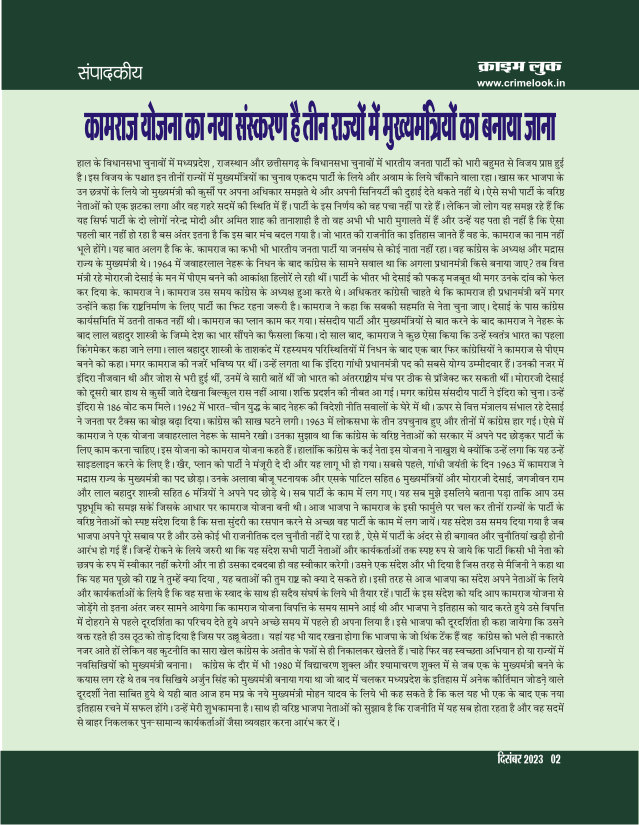 संपादकीय
क्राइम लुक
www.crimelook.in
कामराज योजना का नया संस्करण है तीन राज्यों में मुख्यमंत्रियों का बनाया जाना
हाल के विधानसभा चुनावों में मध्यप्रदेश , राजस्थान और छत्तीसगढ़ के विधानसभा चुनावों में भारतीय जनता पार्टी को भारी बहुमत से विजय प्राप्त हुई
है । इस विजय के पश्चात इन तीनों राज्यों में मुख्यमंत्रियों का चुनाव एकदम पार्टी के लिये और अवाम के लिये चौंकाने वाला रहा । खास कर भाजपा के
उन छत्रपों के लिये जो मुख्यमंत्री की कुर्सी पर अपना अधिकार समझते थे और अपनी सिनियर्टी की दुहाई देते थकते नहीं थे । ऐसे सभी पार्टी के वरिष्ठ
नेताओं को एक झटका लगा और वह गहरे सदमें की स्थिति में हैं । पार्टी के इस निर्णय को वह पचा नहीं पा रहे हैं । लेकिन जो लोग यह समझ रहे हैं कि
यह सिर्फ पार्टी के दो लोगों नरेन्द्र मोदी और अमित शाह की तानाशाही है तो वह अभी भी भारी मुगालते में हैं और उन्हें यह पता ही नहीं है कि ऐसा
पहली बार नहीं हो रहा है बस अंतर इतना है कि इस बार मंच बदल गया है । जो भारत की राजनीति का इतिहास जानते हैं वह के. कामराज का नाम नहीं
भूले होंगे । यह बात अलग है कि के. कामराज का कभी भी भारतीय जनता पार्टी या जनसंघ से कोई नाता नहीं रहा । वह कांग्रेस के अध्यक्ष और मद्रास
राज्य के मुख्यमंत्री थे । 1964 में जवाहरलाल नेहरू के निधन के बाद कांग्रेस के सामने सवाल था कि अगला प्रधानमंत्री किसे बनाया जाए? तब वित्त
मंत्री रहे मोरारजी देसाई के मन में पीएम बनने की आकांक्षा हिलोरें ले रही थीं । पार्टी के भीतर भी देसाई की पकड़ मजबूत थी मगर उनके दांव को फेल
कर दिया के. कामराज ने । कामराज उस समय कांग्रेस के अध्यक्ष हुआ करते थे । अधिकतर कांग्रेसी चाहते थे कि कामराज ही प्रधानमंत्री बनें मगर
उन्होंने कहा कि राष्ट्रनिर्माण के लिए पार्टी का फिट रहना जरूरी है । कामराज ने कहा कि सबकी सहमति से नेता चुना जाए । देसाई के पास कांग्रेस
कार्यसमिति में उतनी ताकत नहीं थी । कामराज का प्लान काम कर गया । संसदीय पार्टी और मुख्यमंत्रियों से बात करने के बाद कामराज ने नेहरू के
बाद लाल बहादुर शास्त्री के जिम्मे देश का भार सौंपने का फैसला किया । दो साल बाद, कामराज ने कुछ ऐसा किया कि उन्हें स्वतंत्र भारत का पहला
किंगमेकर कहा जाने लगा । लाल बहादुर शास्त्री के ताशकंद में रहस्यमय परिस्थितियों में निधन के बाद एक बार फिर कांग्रेसियों ने कामराज से पीएम
बनने को कहा । मगर कामराज की नजरें भविष्य पर थीं । उन्हें लगता था कि इंदिरा गांधी प्रधानमंत्री पद की सबसे योग्य उम्मीदवार हैं । उनकी नजर में
इंदिरा नौजवान थी और जोश से भरी हुई थीं, उनमें वे सारी बातें थीं जो भारत को अंतरराष्ट्रीय मंच पर ठीक से प्रॉजेक्ट कर सकती थीं । मोरारजी देसाई
को दूसरी बार हाथ से कुर्सी जाते देखना बिल्कुल रास नहीं आया । शक्ति प्रदर्शन की नौबत आ गई । मगर कांग्रेस संसदीय पार्टी ने इंदिरा को चुना । उन्हें
इंदिरा से 186 वोट कम मिले । 1962 में भारत-चीन युद्ध के बाद नेहरू की विदेशी नीति सवालों के घेरे में थी । ऊपर से वित्त मंत्रालय संभाल रहे देसाई
ने जनता पर टैक्स का बोझ बढ़ा दिया । कांग्रेस की साख घटने लगी । 1963 में लोकसभा के तीन उपचुनाव हुए और तीनों में कांग्रेस हार गई । ऐसे में
कामराज ने एक योजना जवाहरलाल नेहरू के सामने रखी । उनका सुझाव था कि कांग्रेस के वरिष्ठ नेताओं को सरकार में अपने पद छोड़कर पार्टी के
लिए काम करना चाहिए । इस योजना को कामराज योजना कहते हैं । हालांकि कांग्रेस के कई नेता इस योजना ने नाखुश थे क्योंकि उन्हें लगा कि यह उन्हें
साइडलाइन करने के लिए है । खैर, प्लान को पार्टी ने मंजूरी दे दी और यह लागू भी हो गया । सबसे पहले, गांधी जयंती के दिन 1963 में कामराज ने
मद्रास राज्य के मुख्यमंत्री का पद छोड़ा । उनके अलावा बीजू पटनायक और एसके पाटिल सहित 6 मुख्यमंत्रियों और मोरारजी देसाई, जगजीवन राम
और लाल बहादुर शास्त्री सहित 6 मंत्रियों ने अपने पद छोड़े थे । सब पार्टी के काम में लग गए । यह सब मुझे इसलिये बताना पड़ा ताकि आप उस
पृष्ठभूमि को समझ सकें जिसके आधार पर कामराज योजना बनी थी । आज भाजपा ने कामराज के इसी फार्मूले पर चल कर तीनों राज्यों के पार्टी के
वरिष्ठ नेताओं को स्पष्ट संदेश दिया है कि सत्ता सुंदरी का रसपान करने से अच्छा वह पार्टी के काम में लग जायें । यह संदेश उस समय दिया गया है जब
भाजपा अपने पूरे सबाव पर है और उसे कोई भी राजनीतिक दल चुनौती नहीं दे पा रहा है , ऐसे में पार्टी के अंदर से ही बगावत और चुनौतियां खड़ी होनी
आरंभ हो गई हैं । जिन्हें रोकने के लिये जरुरी था कि यह संदेश सभी पार्टी नेताओं और कार्यकर्ताओं तक स्पष्ट रुप से जाये कि पार्टी किसी भी नेता को
छत्रप के रुप में स्वीकार नहीं करेगी और ना ही उसका दबदबा ही वह स्वीकार करेगी । उसने एक संदेश और भी दिया है जिस तरह से मैजिनी ने कहा था
कि यह मत पूछो की राष्ट्र ने तुम्हें क्या दिया , यह बताओं की तुम राष्ट्र को क्या दे सकते हो । इसी तरह से आज भाजपा का संदेश अपने नेताओं के लिये
और कार्यकर्ताओं के लिये है कि वह सत्ता के स्वाद के साथ ही सदैव संघर्ष के लिये भी तैयार रहें । पार्टी के इस संदेश को यदि आप कामराज योजना से
जोड़ेंगे तो इतना अंतर जरुर सामने आयेगा कि कामराज योजना विपत्ति के समय सामने आई थी और भाजपा ने इतिहास को याद करते हुये उस विपत्ति
में दोहराने से पहले दूरदर्शिता का परिचय देते हुये अपने अच्छे समय में पहले ही अपना लिया है । इसे भाजपा की दूरदर्शिता ही कहा जायेगा कि उसने
वक्त रहते ही उस ठूठ को तोड़ दिया है जिस पर उल्लू बेठता । यहां यह भी याद रखना होगा कि भाजपा के जो थिंक टेंक हैं वह कांग्रेस को भले ही नकारते
नजर आते हों लेकिन वह कुटनीति का सारा खेल कांग्रेस के अतीत के पन्नों से ही निकालकर खेलते हैं । चाहे फिर वह स्वच्छता अभियान हो या राज्यों में
नवसिखियों को मुख्यमंत्री बनाना । कांग्रेस के दौर में भी 1980 में विद्याचरण शुक्ल और श्यामाचरण शुक्ल में से जब एक के मुख्यमंत्री बनने के
कयास लग रहे थे तब नव सिखिये अर्जुन सिंह को मुख्यमंत्री बनाया गया था जो बाद में चलकर मध्यप्रदेश के इतिहास में अनेक कीर्तिमान जोडऩे वाले
दूरदर्शी नेता साबित हुये थे यही बात आज हम मप्र के नये मुख्यमंत्री मोहन यादव के लिये भी कह सकते है कि कल यह भी एक के बाद एक नया
इतिहास रचने में सफल होंगे । उन्हें मेरी शुभकामना है । साथ ही वरिष्ठ भाजपा नेताओं को सुझाव है कि राजनीति में यह सब होता रहता है और वह सदमें
से बाहर निकलकर पुनः-सामान्य कार्यकर्ताओं जैसा व्यवहार करना आरंभ कर दें ।
दिसंबर 2023 02